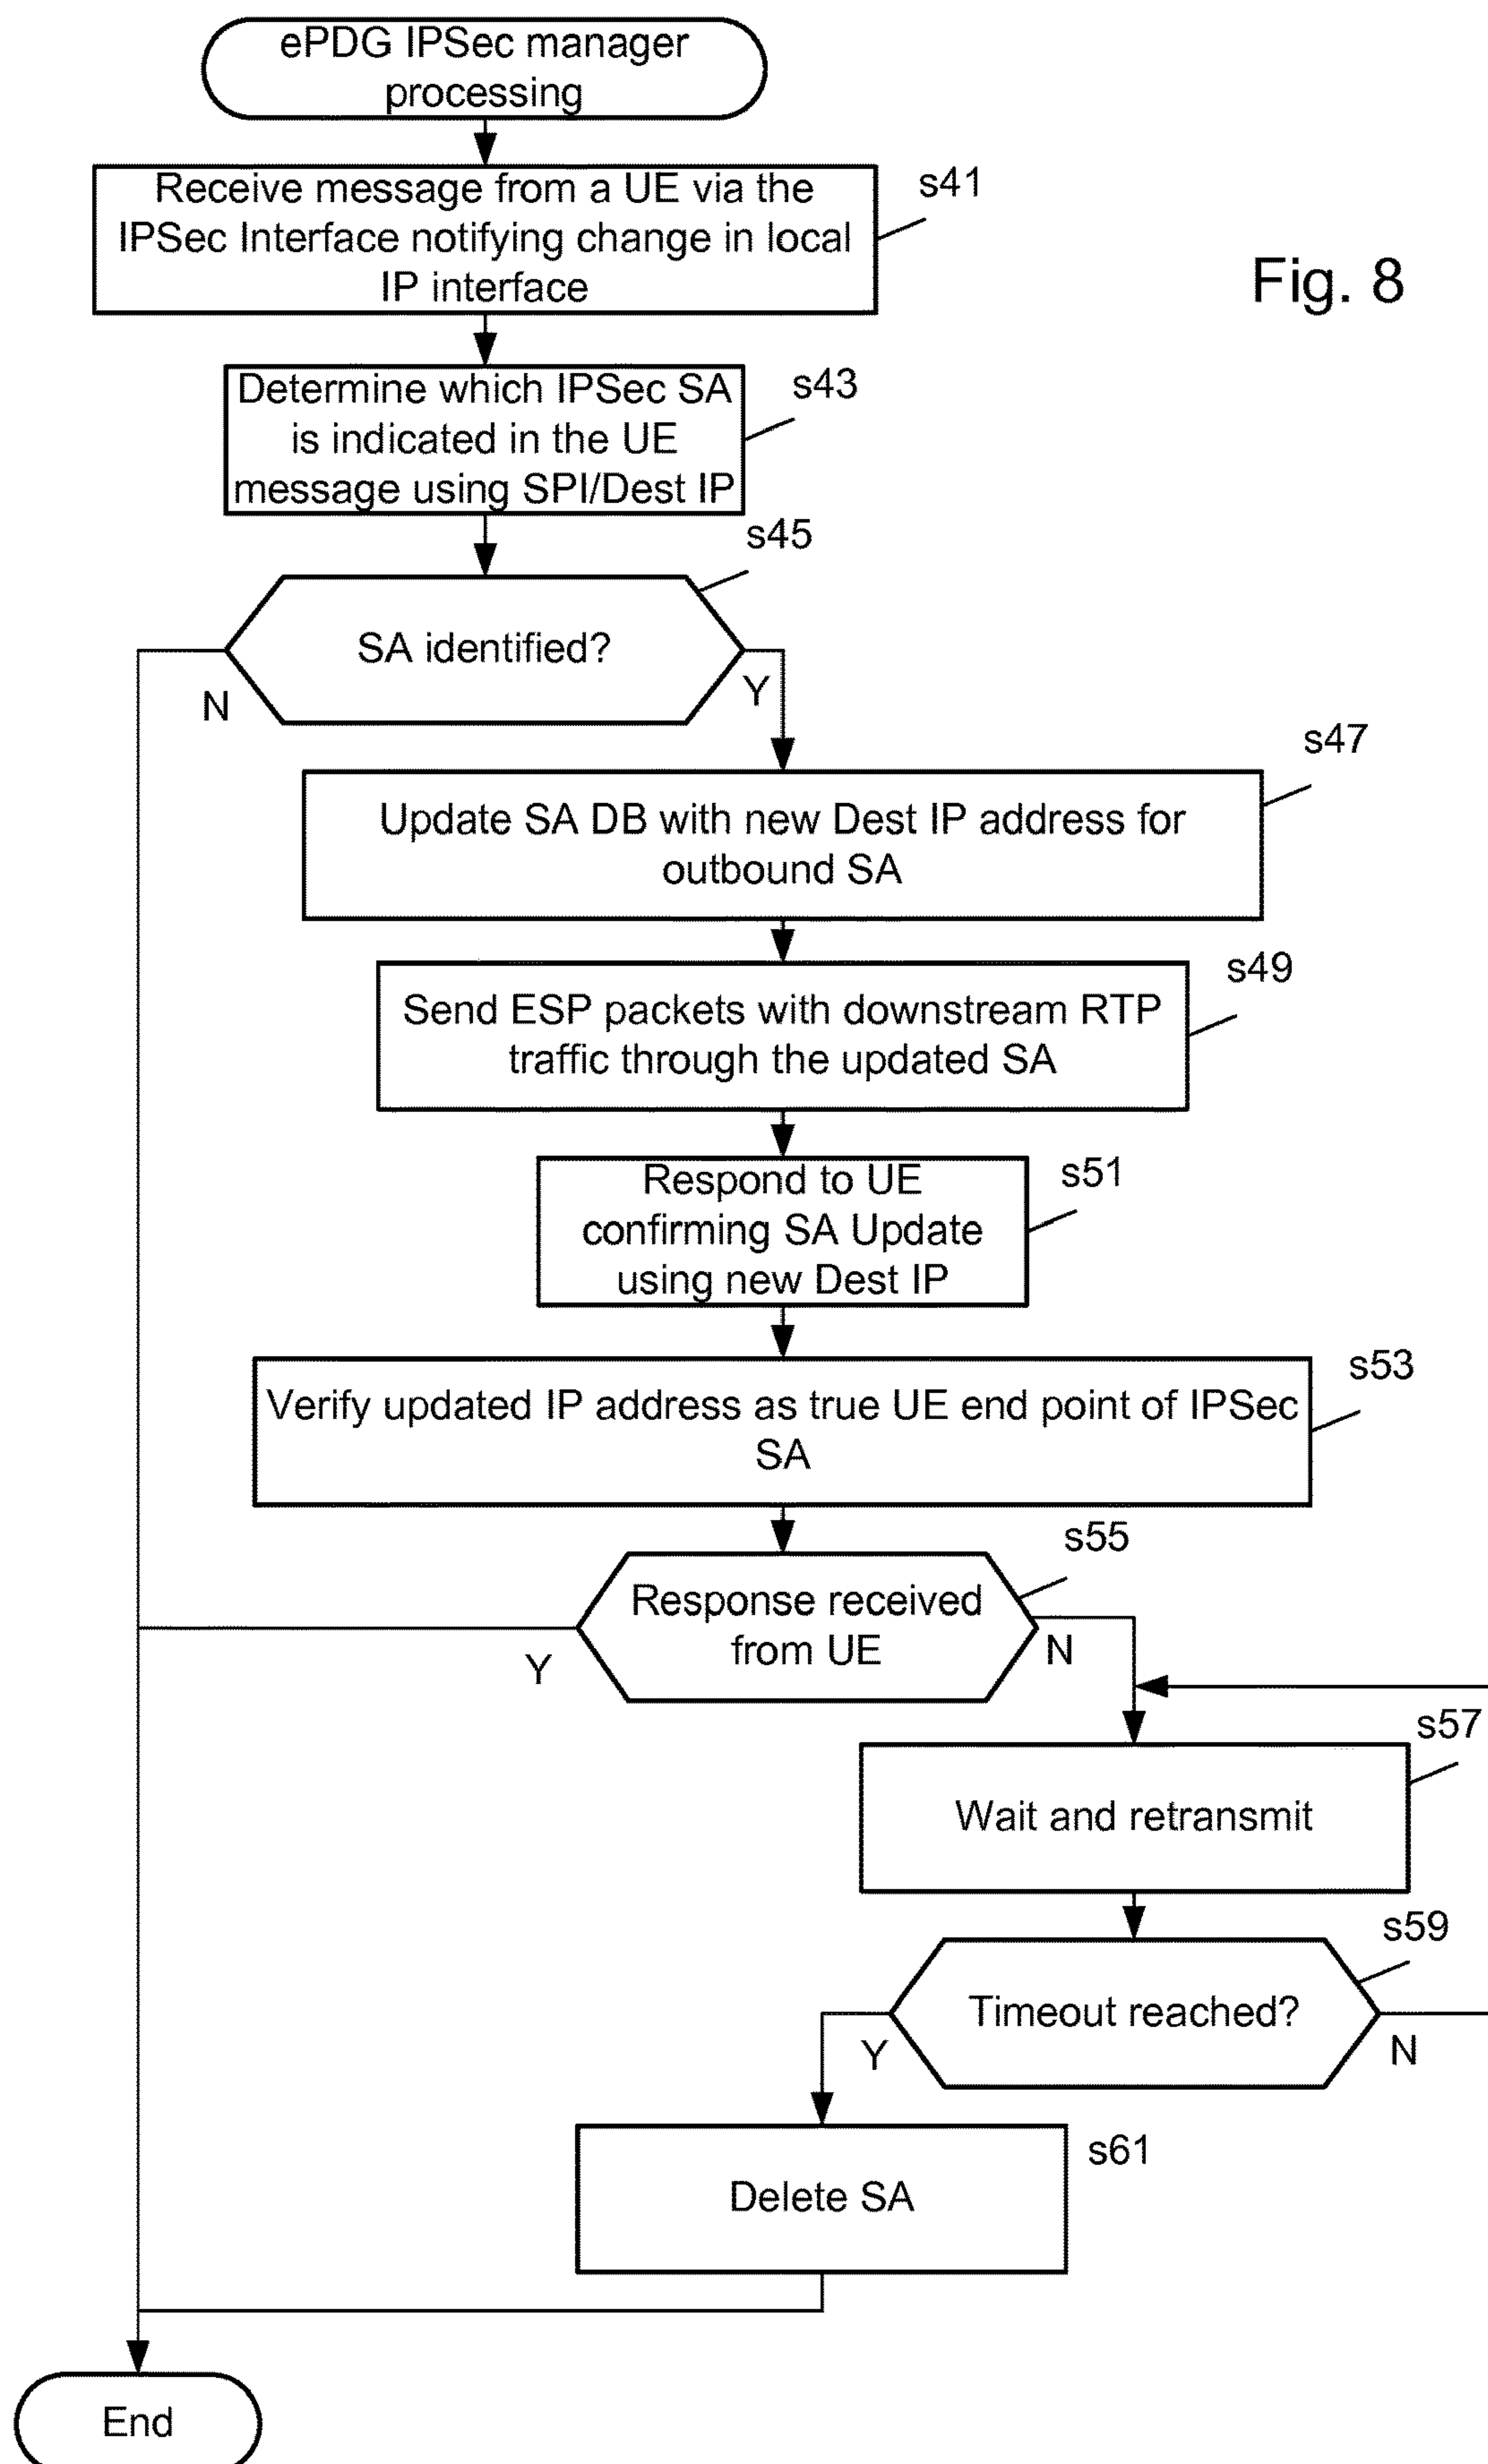 ePDG IPSec manager
processing
Receive message from a UE via the
IPSec Interface notifying change in local
IP interface
s41
Fig. 8
Determine which IPSec SA
is indicated in the UE
message using SPI/Dest IP
s43
s45
SA identified?
N
Y
s47
Update SA DB with new Dest IP address for
outbound SA
s49
Send ESP packets with downstream RTP
traffic through the updated SA
s51
Respond to UE
confirming SA Update
using new Dest IP
s53
Verify updated IP address as true UE end point of IPSec
SA
s55
Response received
from UE
Y
N
s57
Wait and retransmit
s59
Timeout reached?
Y
N
s61
Delete SA
End